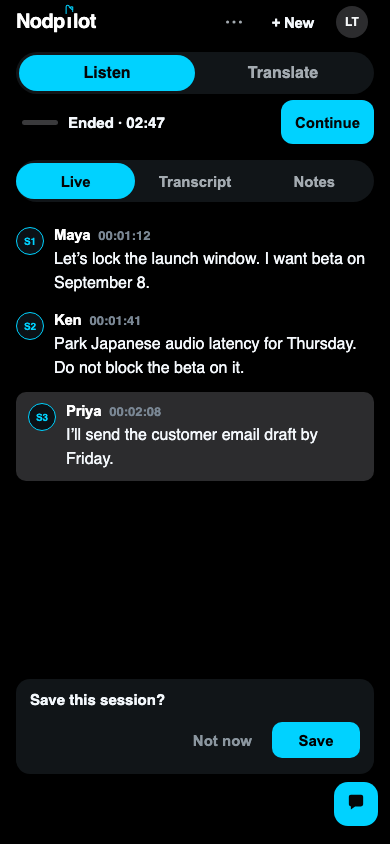 Nodpilot
+ New
LT
Listen
Translate
Ended · 02:47
Continue
Live
Transcript
Notes
S1
Maya 00:01:12
Let’s lock the launch window. I want beta on
September 8.
S2
Ken 00:01:41
Park Japanese audio latency for Thursday.
Do not block the beta on it.
S3
Priya 00:02:08
I’ll send the customer email draft by
Friday.
Save this session?
Not now
Save